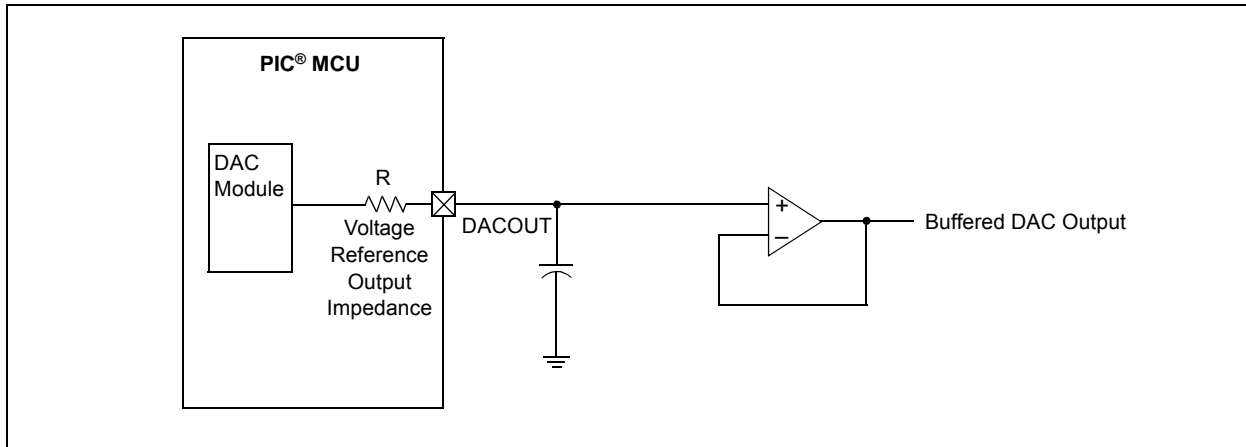 PIC® MCU
DAC
Module
R
Voltage
Reference
Output
Impedance
DACOUT
+
–
Buffered DAC Output